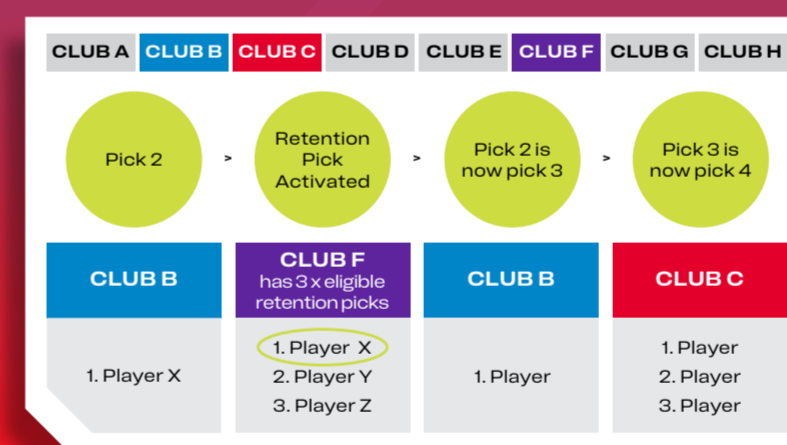 CLUB A CLUB B CLUB C CLUB D CLUB E CLUB F CLUB G CLUB H
Pick 2 > Retention Pick Activated > Pick 2 is now pick 3 > Pick 3 is now pick 4
CLUB B
1. Player X
CLUB F
has 3 x eligible
retention picks
1. Player X
2. Player Y
3. Player Z
CLUB B
1. Player
CLUB C
1. Player
2. Player
3. Player